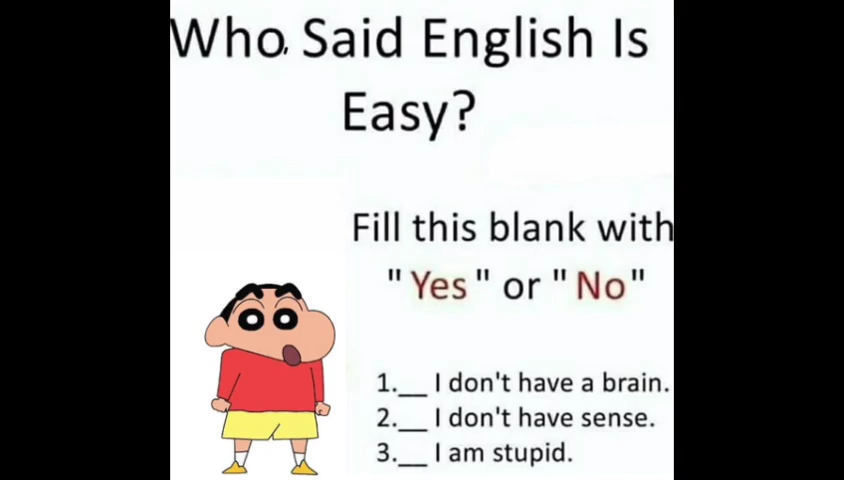 Who, Said English Is
Easy?
Fill this blank with
"Yes" or "No"
1.__ I don't have a brain.
2.__ I don't have sense.
3.__ I am stupid.